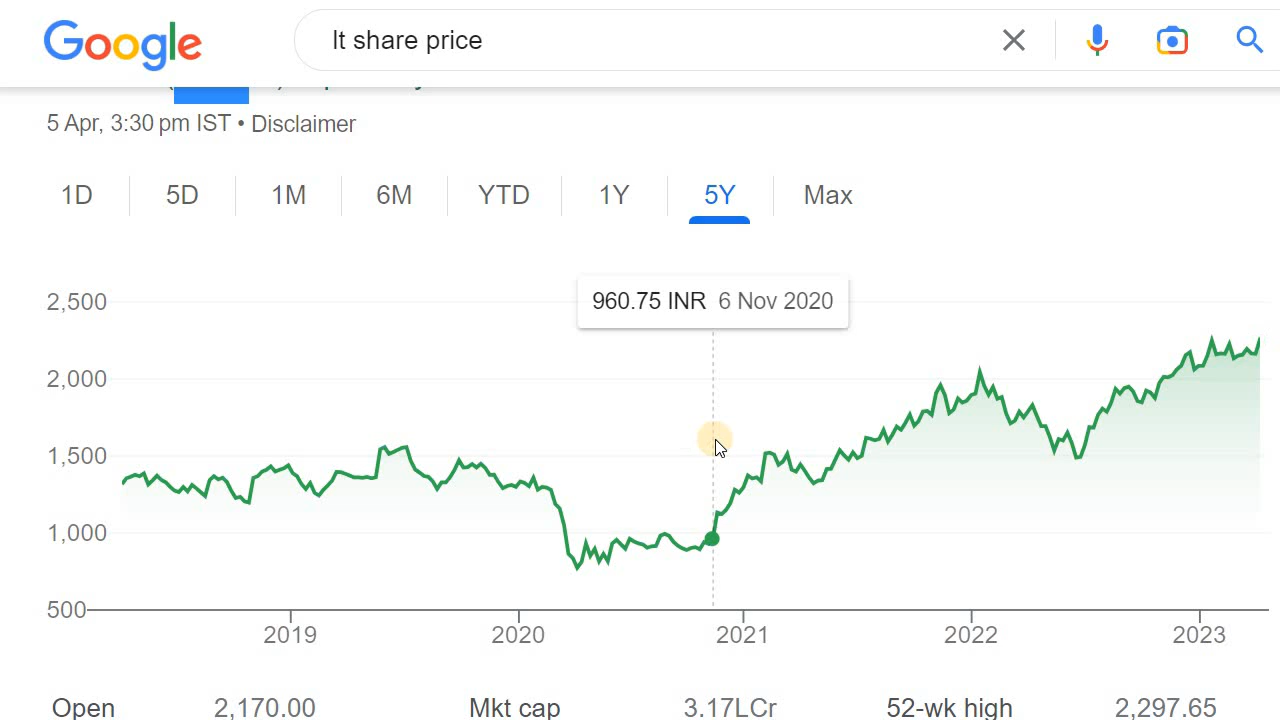 Google
lt share price
5 Apr, 3:30 pm IST • Disclaimer
1D 5D 1M 6M YTD 1Y 5Y Max
960.75 INR 6 Nov 2020
2,500
2,000
1,500
1,000
500
2019 2020 2021 2022 2023
Open 2,170.00 Mkt cap 3.17LCr 52-wk high 2,297.65